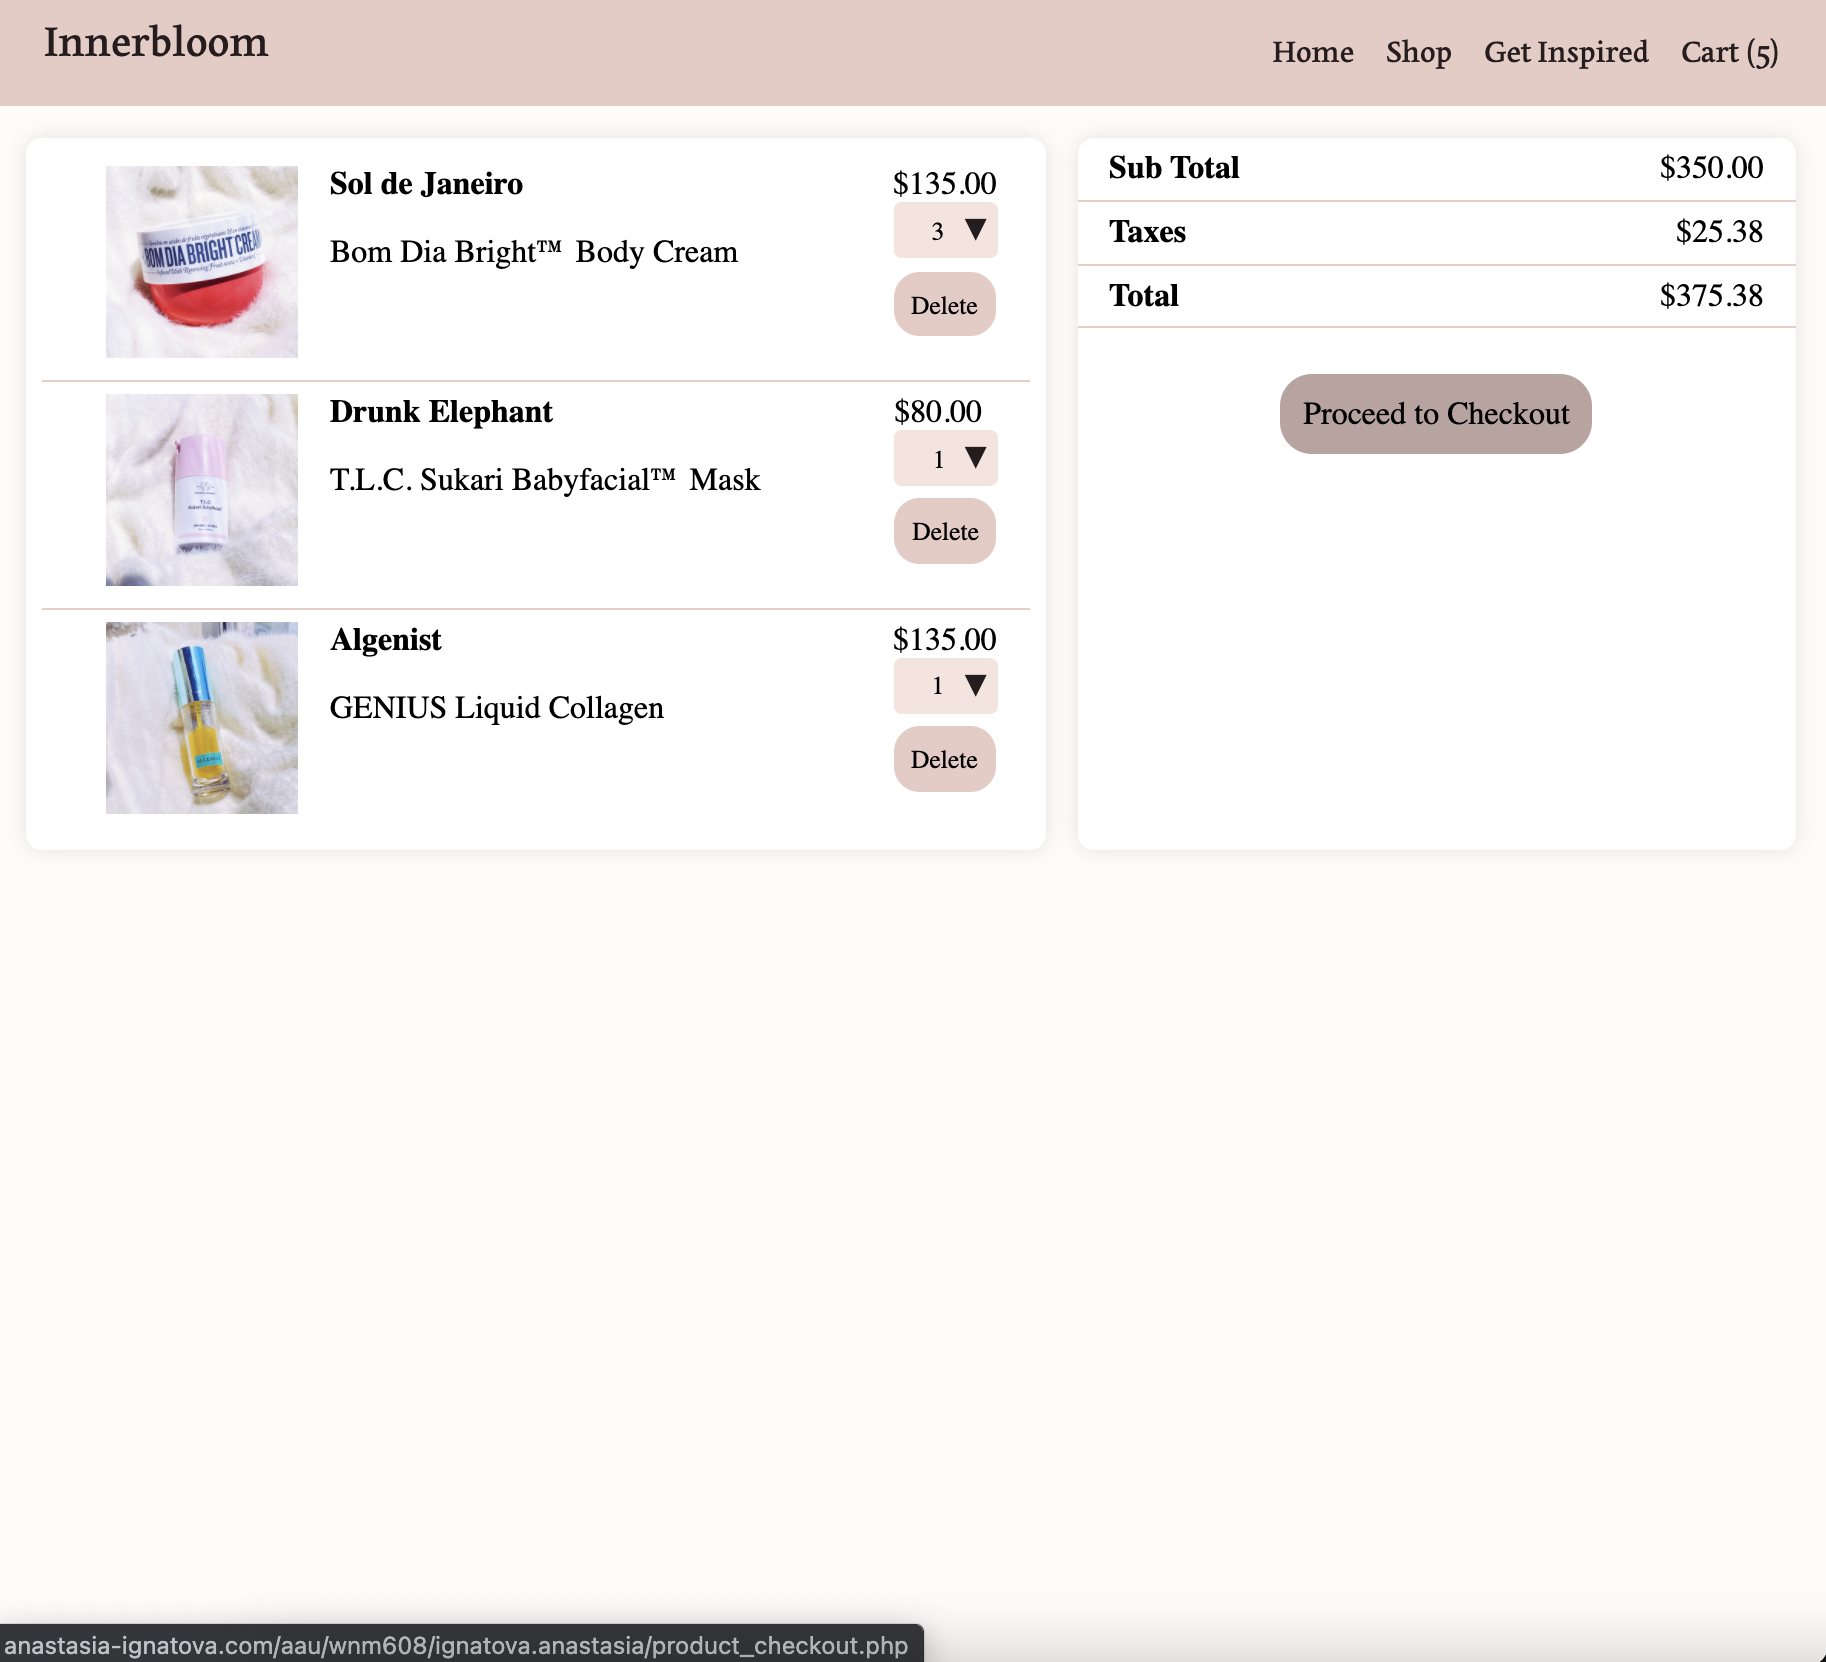 Innerbloom
Home Shop Get Inspired Cart (5)
BOM DIA BRIGHT CREAM
Sol de Janeiro
Bom Dia Bright™ Body Cream
$135.00
3 ▼
Delete
Drunk Elephant
T.L.C. Sukari Babyfacial™ Mask
$80.00
1 ▼
Delete
Algenist
GENIUS Liquid Collagen
$135.00
1 ▼
Delete
Sub Total $350.00
Taxes $25.38
Total $375.38
Proceed to Checkout
anastasia-ignatova.com/aau/wnm608/ignatova.anastasia/product_checkout.php